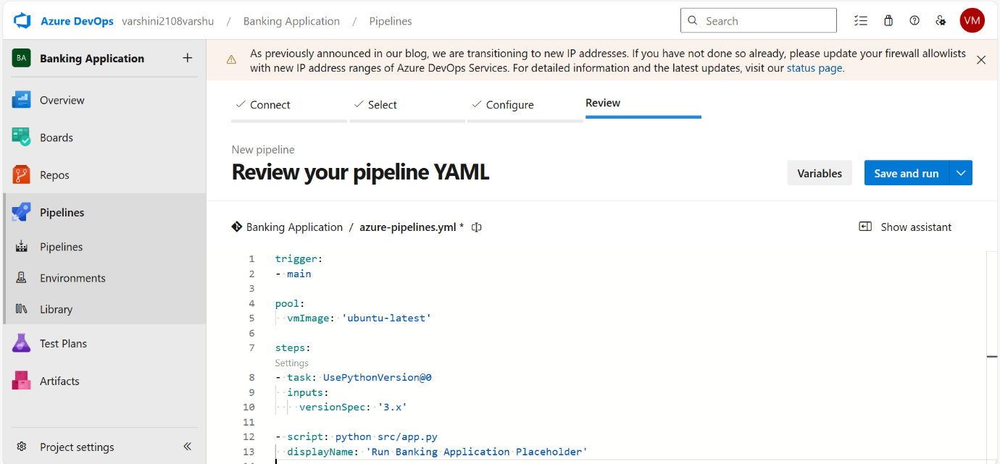 Azure DevOps varshini2108varshu / Banking Application / Pipelines Search VM
BA Banking Application +
As previously announced in our blog, we are transitioning to new IP addresses. If you have not done so already, please update your firewall allowlists
with new IP address ranges of Azure DevOps Services. For detailed information and the latest updates, visit our status page.
Overview
Boards
Repos
Pipelines
Pipelines
Environments
Library
Test Plans
Artifacts
Project settings
Connect Select Configure Review
New pipeline
Review your pipeline YAML
Variables Save and run
Banking Application / azure-pipelines.yml *
Show assistant
1 trigger:
2 - main
3
4 pool:
5 vmImage: 'ubuntu-latest'
6
7 steps:
Settings
8 - task: UsePythonVersion@0
9 inputs:
10 versionSpec: '3.x'
11
12 - script: python src/app.py
13 displayName: 'Run Banking Application Placeholder'
14